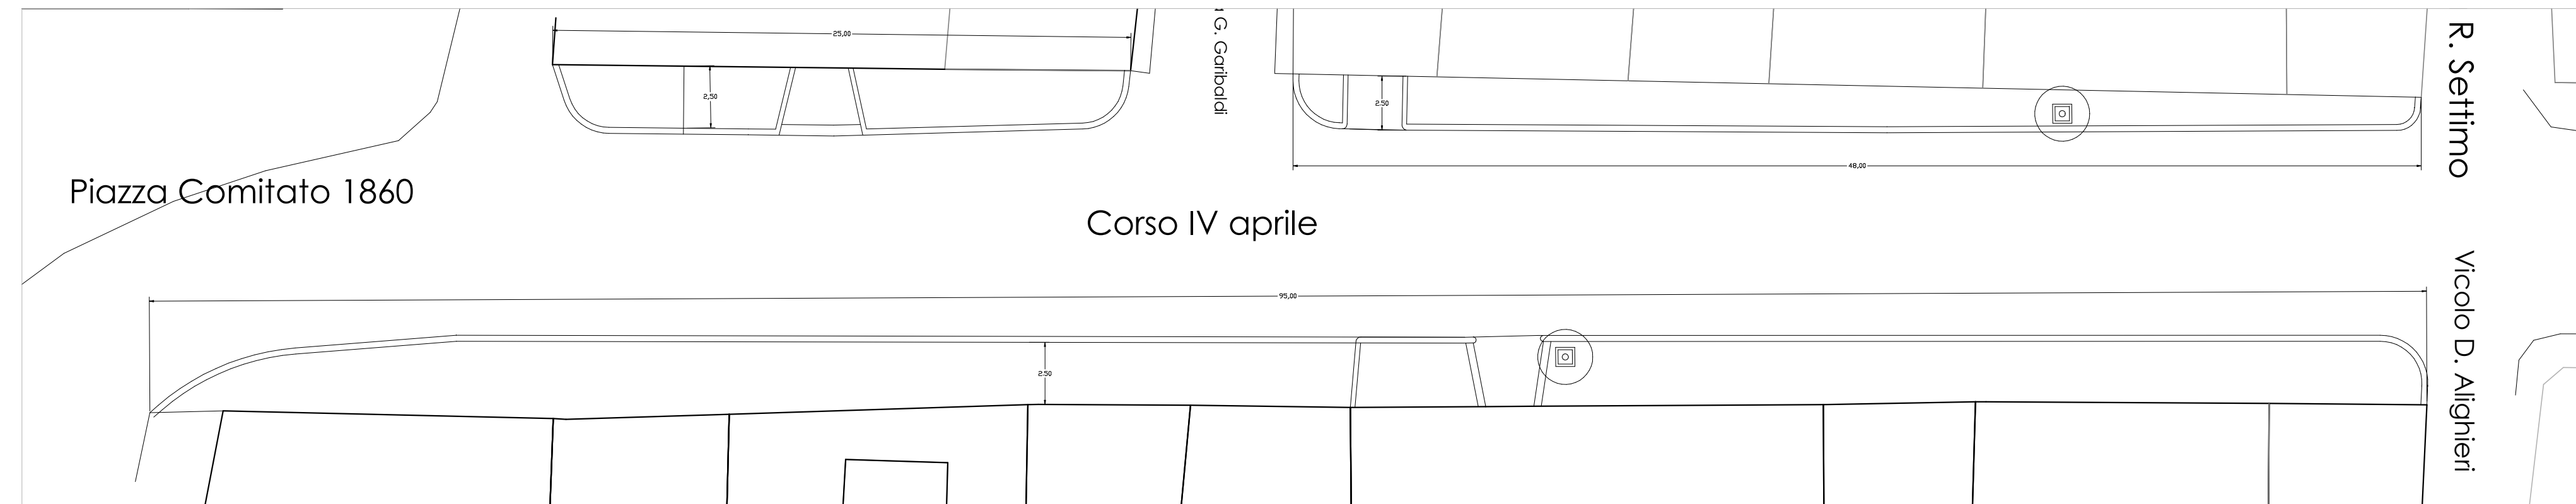 25,00
G. Garibaldi
R. Settimo
2,50
2.50
48,00
Piazza Comitato 1860
Corso IV aprile
Vicolo D. Alighieri
95,00
2.50